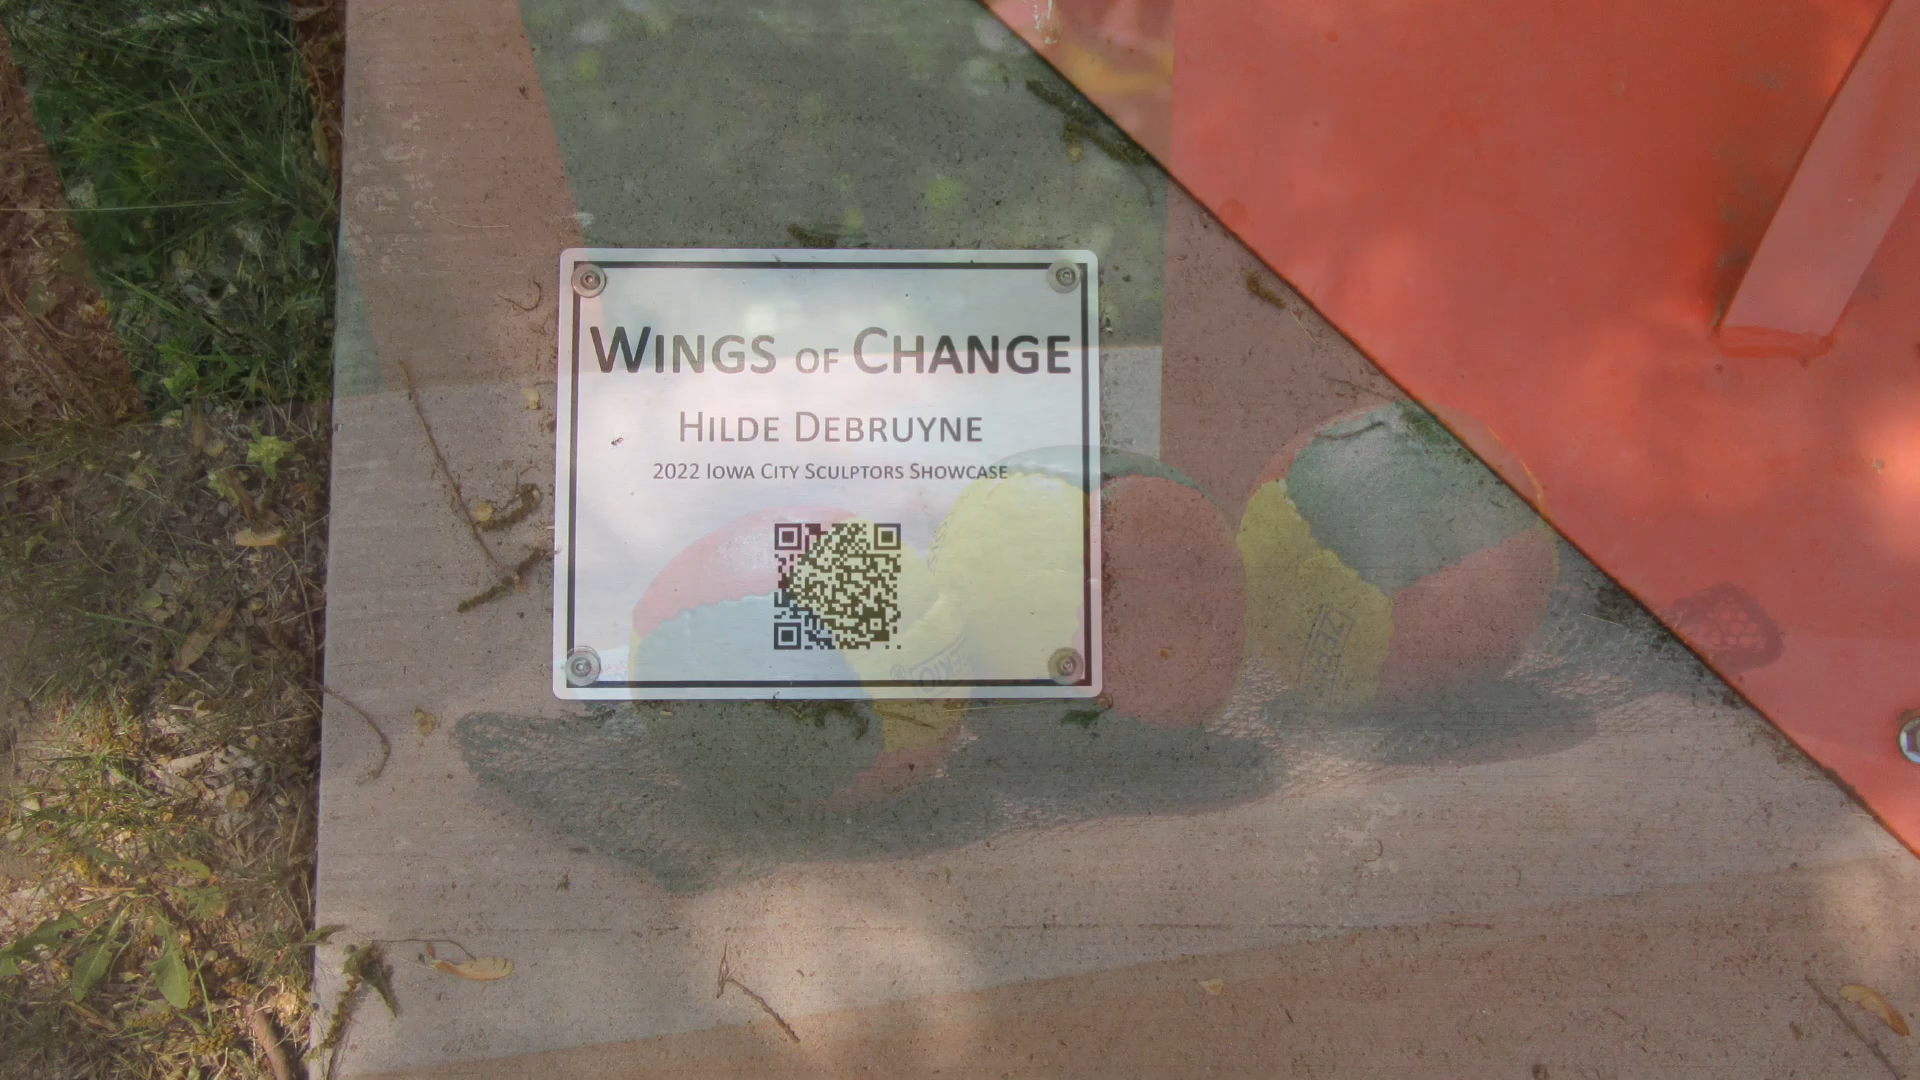 WINGS OF CHANGE
HILDE DEBRUYNE
2022 IOWA CITY SCULPTORS SHOWCASE